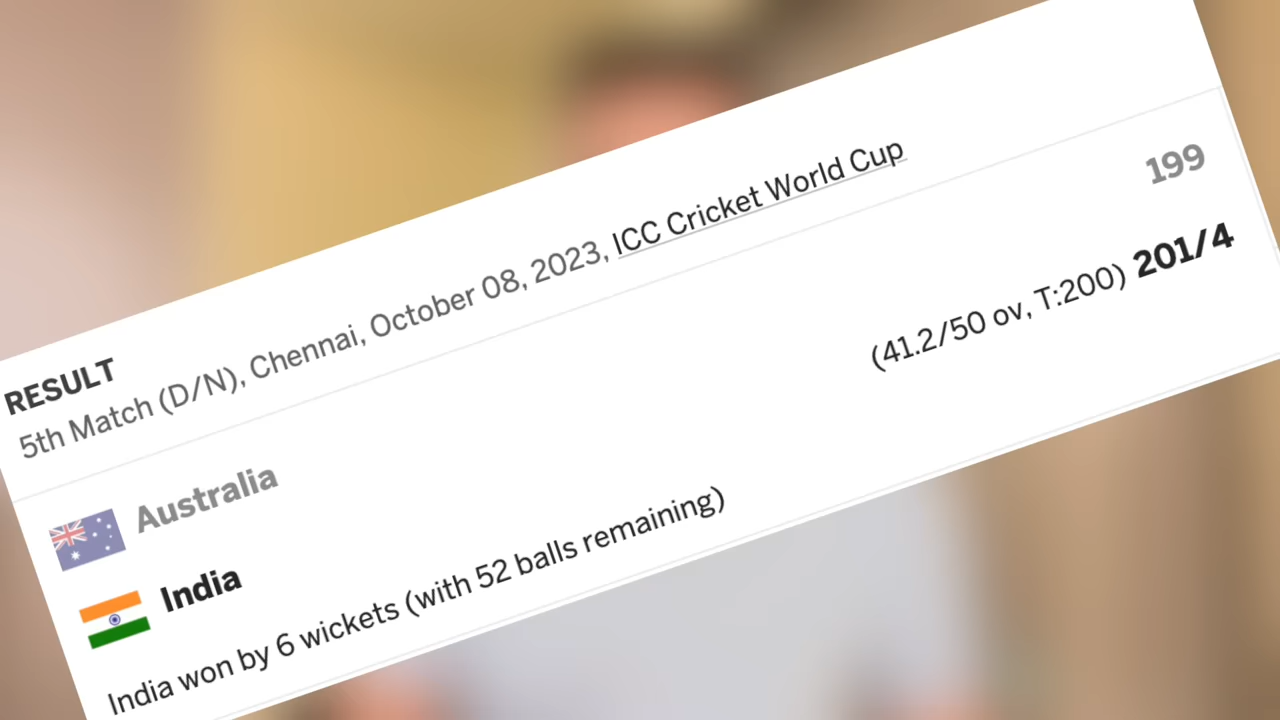 RESULT
5th Match (D/N), Chennai, October 08, 2023, ICC Cricket World Cup
Australia 199
India (41.2/50 ov, T:200) 201/4
India won by 6 wickets (with 52 balls remaining)